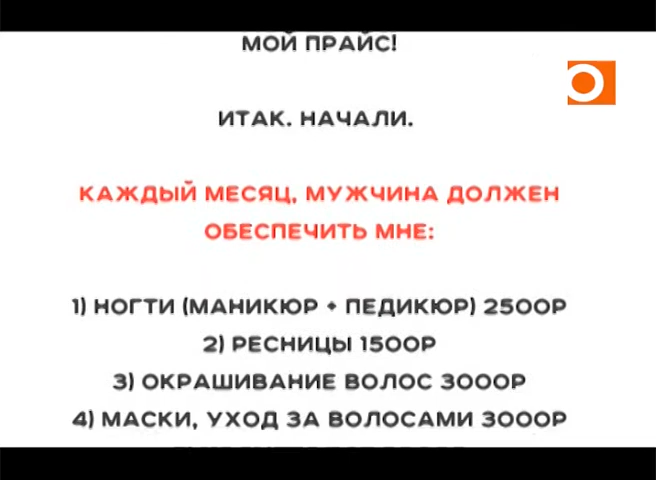 МОЙ ПРАЙС!
ИТАК. НАЧАЛИ.
КАЖДЫЙ МЕСЯЦ, МУЖЧИНА ДОЛЖЕН
ОБЕСПЕЧИТЬ МНЕ:
1) НОГТИ (МАНИКЮР + ПЕДИКЮР) 2500Р
2) РЕСНИЦЫ 1500Р
3) ОКРАШИВАНИЕ ВОЛОС 3000Р
4) МАСКИ, УХОД ЗА ВОЛОСАМИ 3000Р